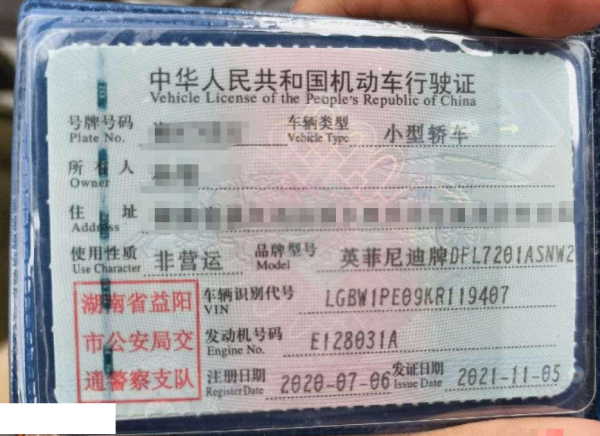 中华人民共和国机动车行驶证
Vehicle License of the People's Republic of China
号牌号码 车辆类型 小型轿车
Plate No. Vehicle Type
所有人
Owner
住址
Address
使用性质 非营运 品牌型号 英菲尼迪牌DFL7201ASNW2
Use Character Model
湖南省益阳
市公安局交
通警察支队
车辆识别代号 LGBW1PE09KR119407
VIN
发动机号码 E128031A
Engine No.
注册日期 2020-07-06 发证日期 2021-11-05
Register Date Issue Date